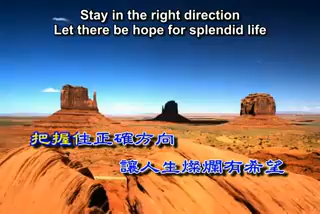 Stay in the right direction
Let there be hope for splendid life
把握住正確方向
讓人生燦爛有希望